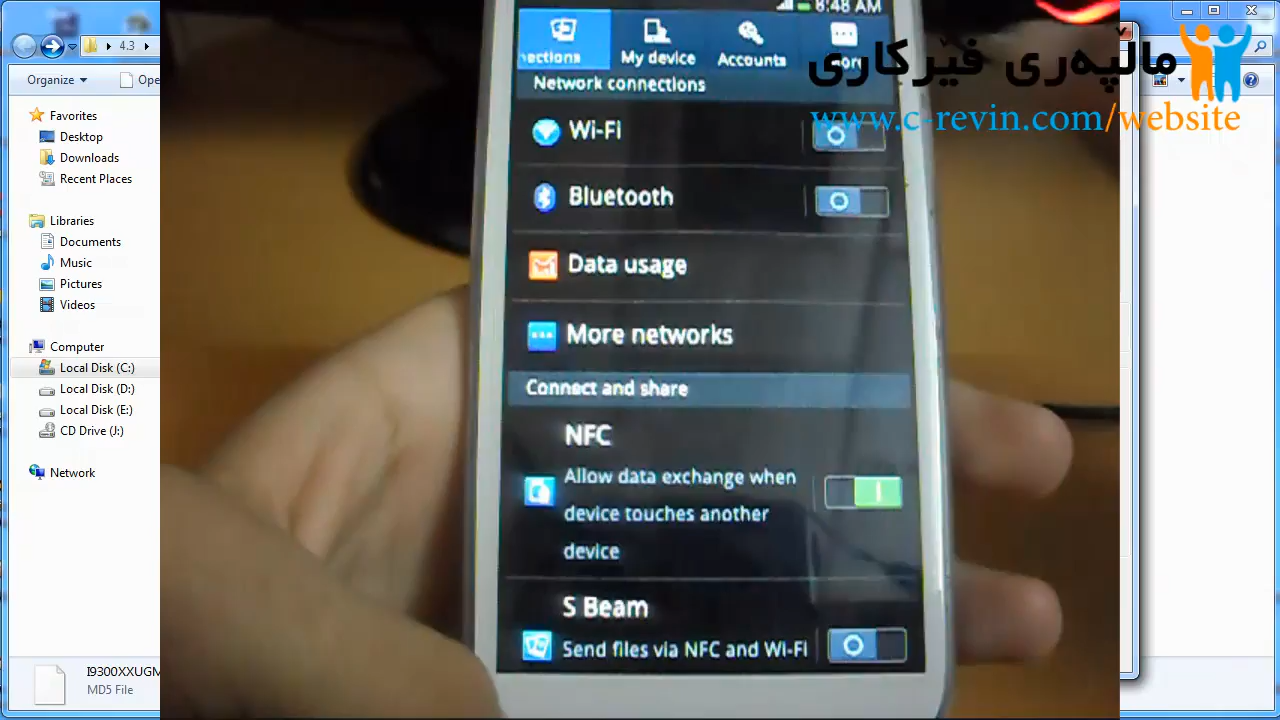 4.3
Organize
Favorites
Desktop
Downloads
Recent Places
Libraries
Documents
Music
Pictures
Videos
Computer
Local Disk (C:)
Local Disk (D:)
Local Disk (E:)
CD Drive (J:)
Network
MD5 File
8:48 AM
My device
Accounts
Network connections
Wi-Fi
Bluetooth
Data usage
More networks
Connect and share
NFC
Allow data exchange when
device touches another
device
S Beam
Send files via NFC and Wi-Fi
ماڵپەری فێرکاری
www.c-revin.com/website